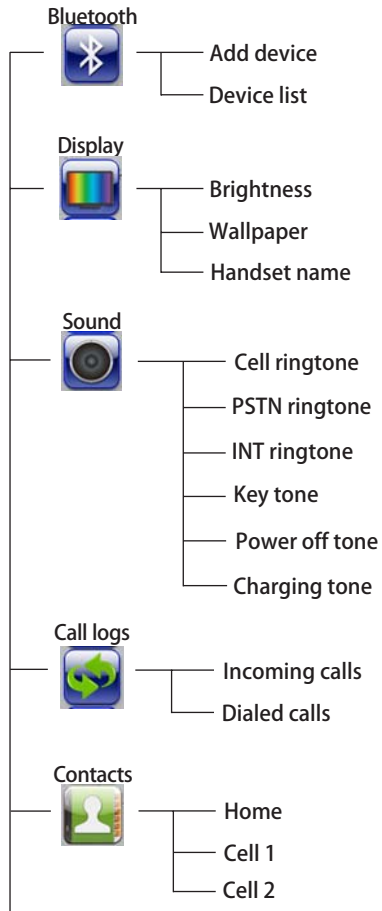 Bluetooth
Add device
Device list
Display
Brightness
Wallpaper
Handset name
Sound
Cell ringtone
PSTN ringtone
INT ringtone
Key tone
Power off tone
Charging tone
Call logs
Incoming calls
Dialed calls
Contacts
Home
Cell 1
Cell 2